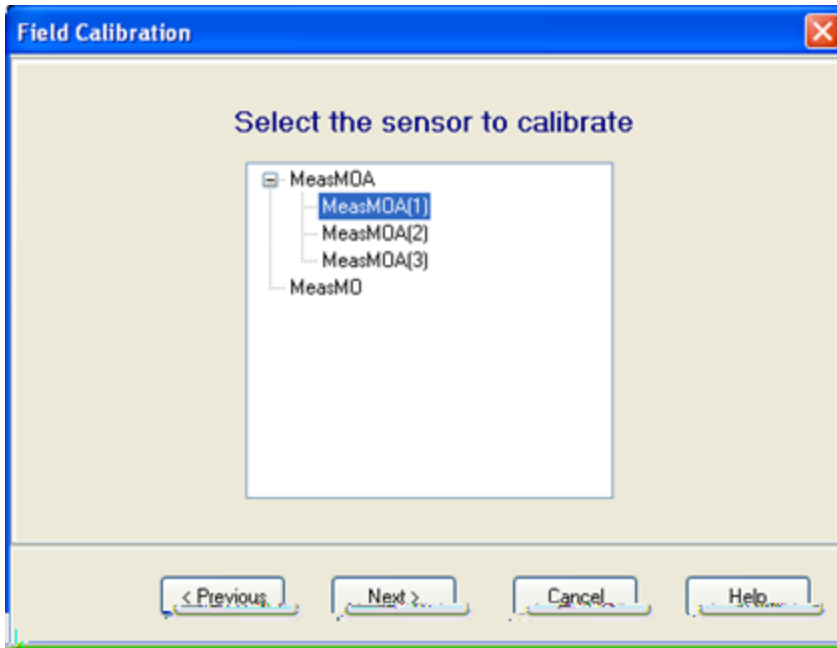 Field Calibration
Select the sensor to calibrate
MeasMOA
MeasMOA(1)
MeasMOA(2)
MeasMOA(3)
MeasMO
< Previous Next > Cancel Help